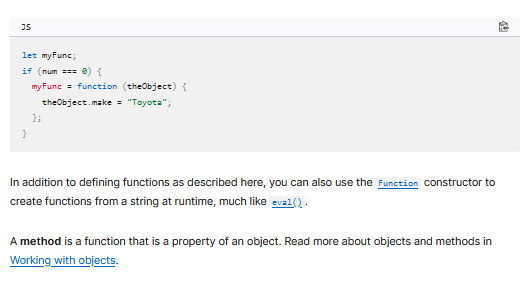 JS
let myFunc;
if (num === 0) {
  myFunc = function (theObject) {
    theObject.make = "Toyota";
  };
}
In addition to defining functions as described here, you can also use the Function constructor to
create functions from a string at runtime, much like eval().
A method is a function that is a property of an object. Read more about objects and methods in
Working with objects.